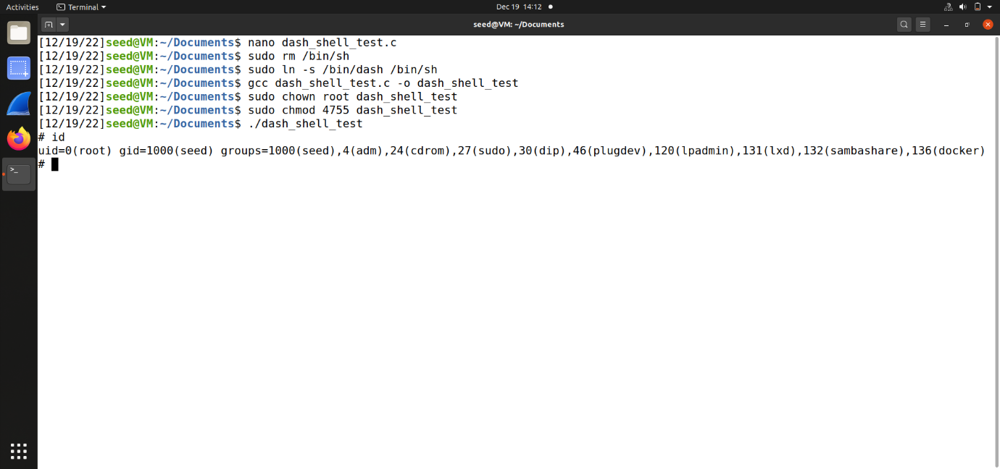 Activities Terminal Dec 19 14:12
seed@VM: ~/Documents
[12/19/22]seed@VM:~/Documents$ nano dash_shell_test.c
[12/19/22]seed@VM:~/Documents$ sudo rm /bin/sh
[12/19/22]seed@VM:~/Documents$ sudo ln -s /bin/dash /bin/sh
[12/19/22]seed@VM:~/Documents$ gcc dash_shell_test.c -o dash_shell_test
[12/19/22]seed@VM:~/Documents$ sudo chown root dash_shell_test
[12/19/22]seed@VM:~/Documents$ sudo chmod 4755 dash_shell_test
[12/19/22]seed@VM:~/Documents$ ./dash_shell_test
# id
uid=0(root) gid=1000(seed) groups=1000(seed),4(adm),24(cdrom),27(sudo),30(dip),46(plugdev),120(lpadmin),131(lxd),132(sambashare),136(docker)
#